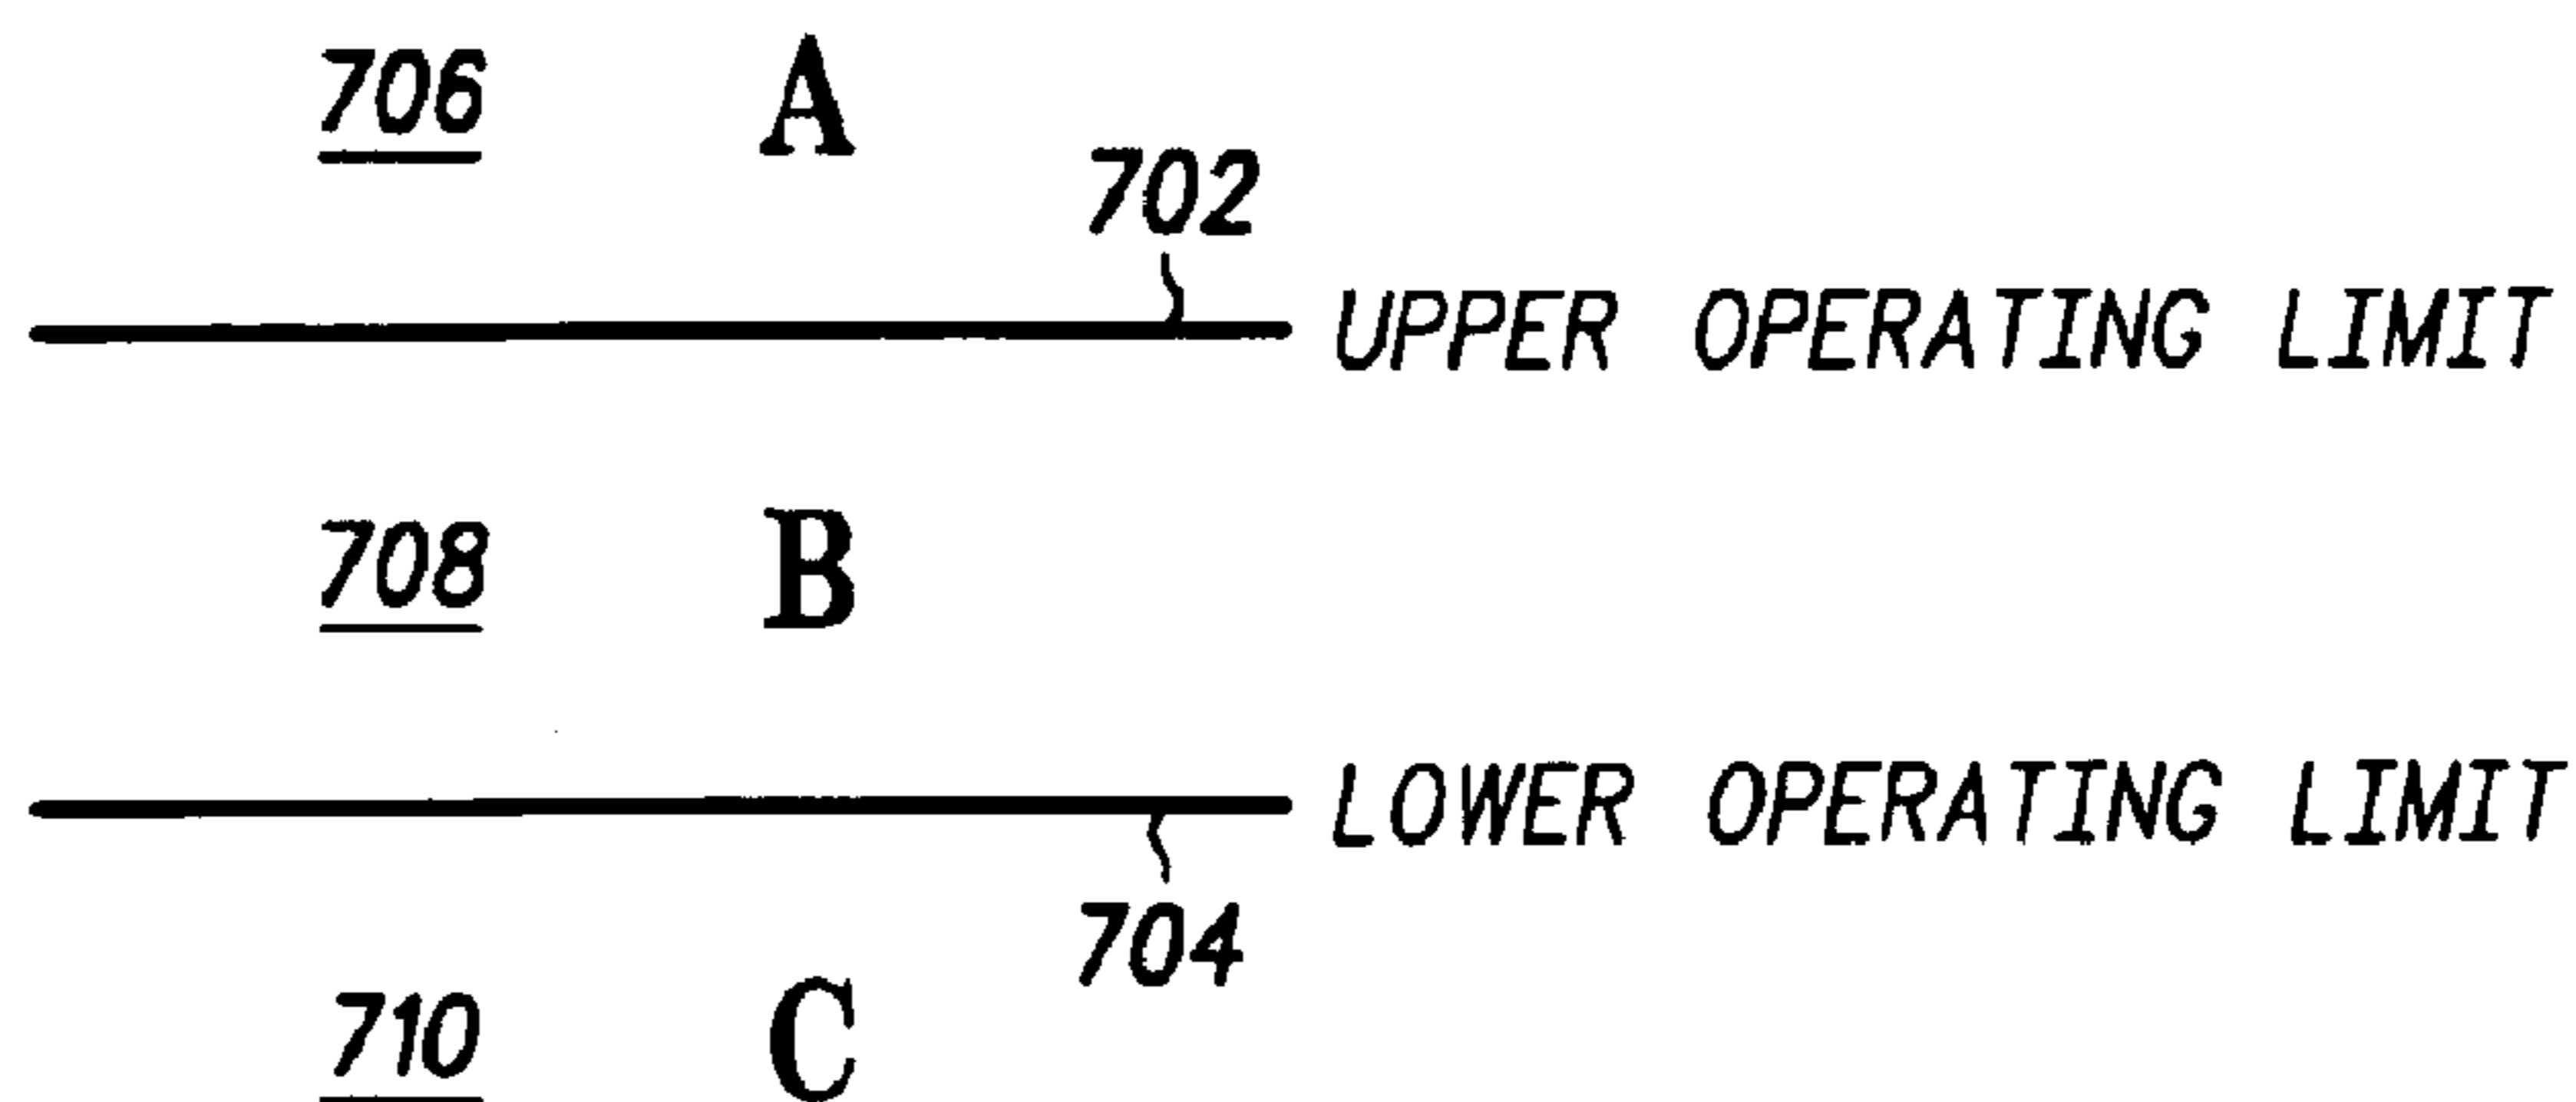 706 A
702
UPPER OPERATING LIMIT
708 B
LOWER OPERATING LIMIT
704
710 C